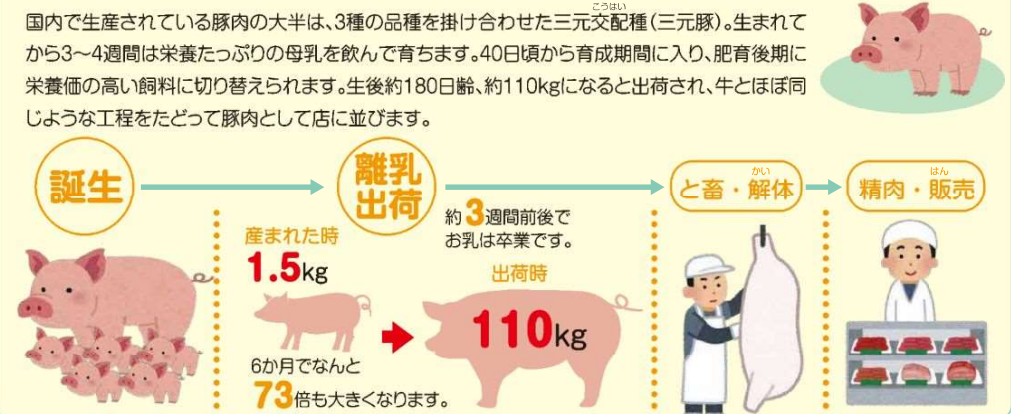 国内で生産されている豚肉の大半は、3種の品種を掛け合わせた三元交配種(三元豚)。生まれて
こうはい
から3〜4週間は栄養たっぷりの母乳を飲んで育ちます。40日頃から育成期間に入り、肥育後期に
栄養価の高い飼料に切り替えられます。生後約180日齢、約110kgになると出荷され、牛とほぼ同
じような工程をたどって豚肉として店に並びます。
誕生
離乳
出荷
と畜・解体
かい
精肉・販売
はん
約3週間前後で
お乳は卒業です。
産まれた時
1.5kg
出荷時
110kg
6か月でなんと
73倍も大きくなります。